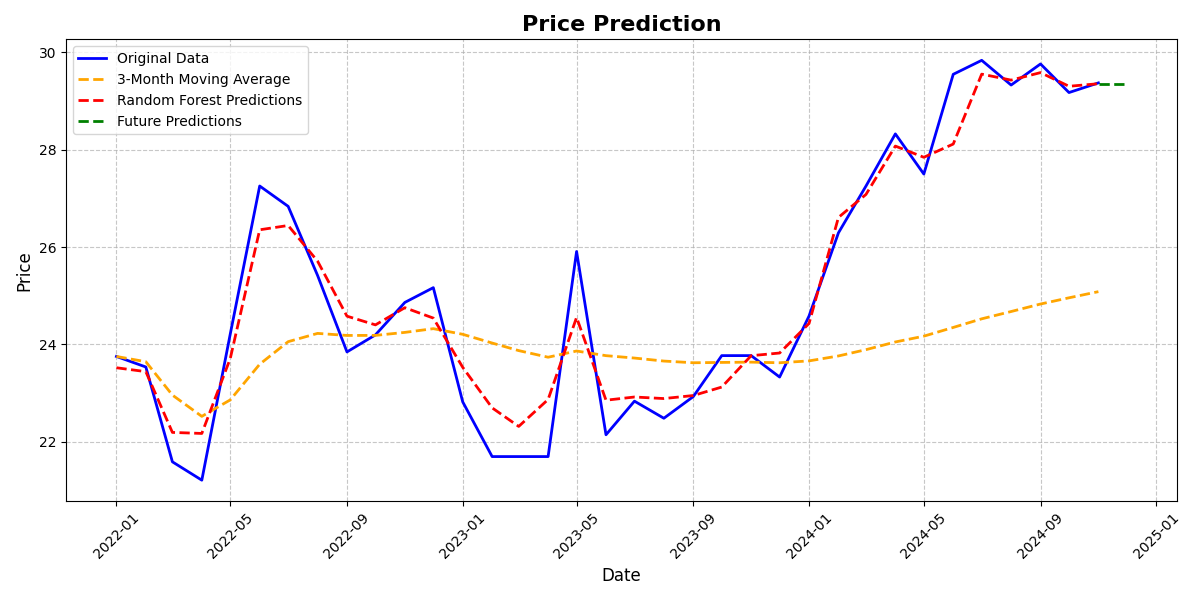 Price Prediction
Original Data
3-Month Moving Average
Random Forest Predictions
Future Predictions
30
28
26
24
22
Price
2022-01
2022-05
2022-09
2023-01
2023-05
2023-09
2024-01
2024-05
2024-09
2025-01
Date